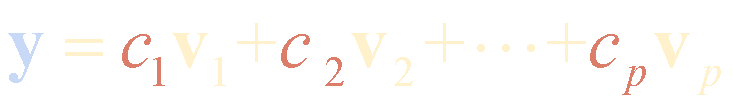 y = c₁v₁ + c₂v₂ + ··· + cₚvₚ